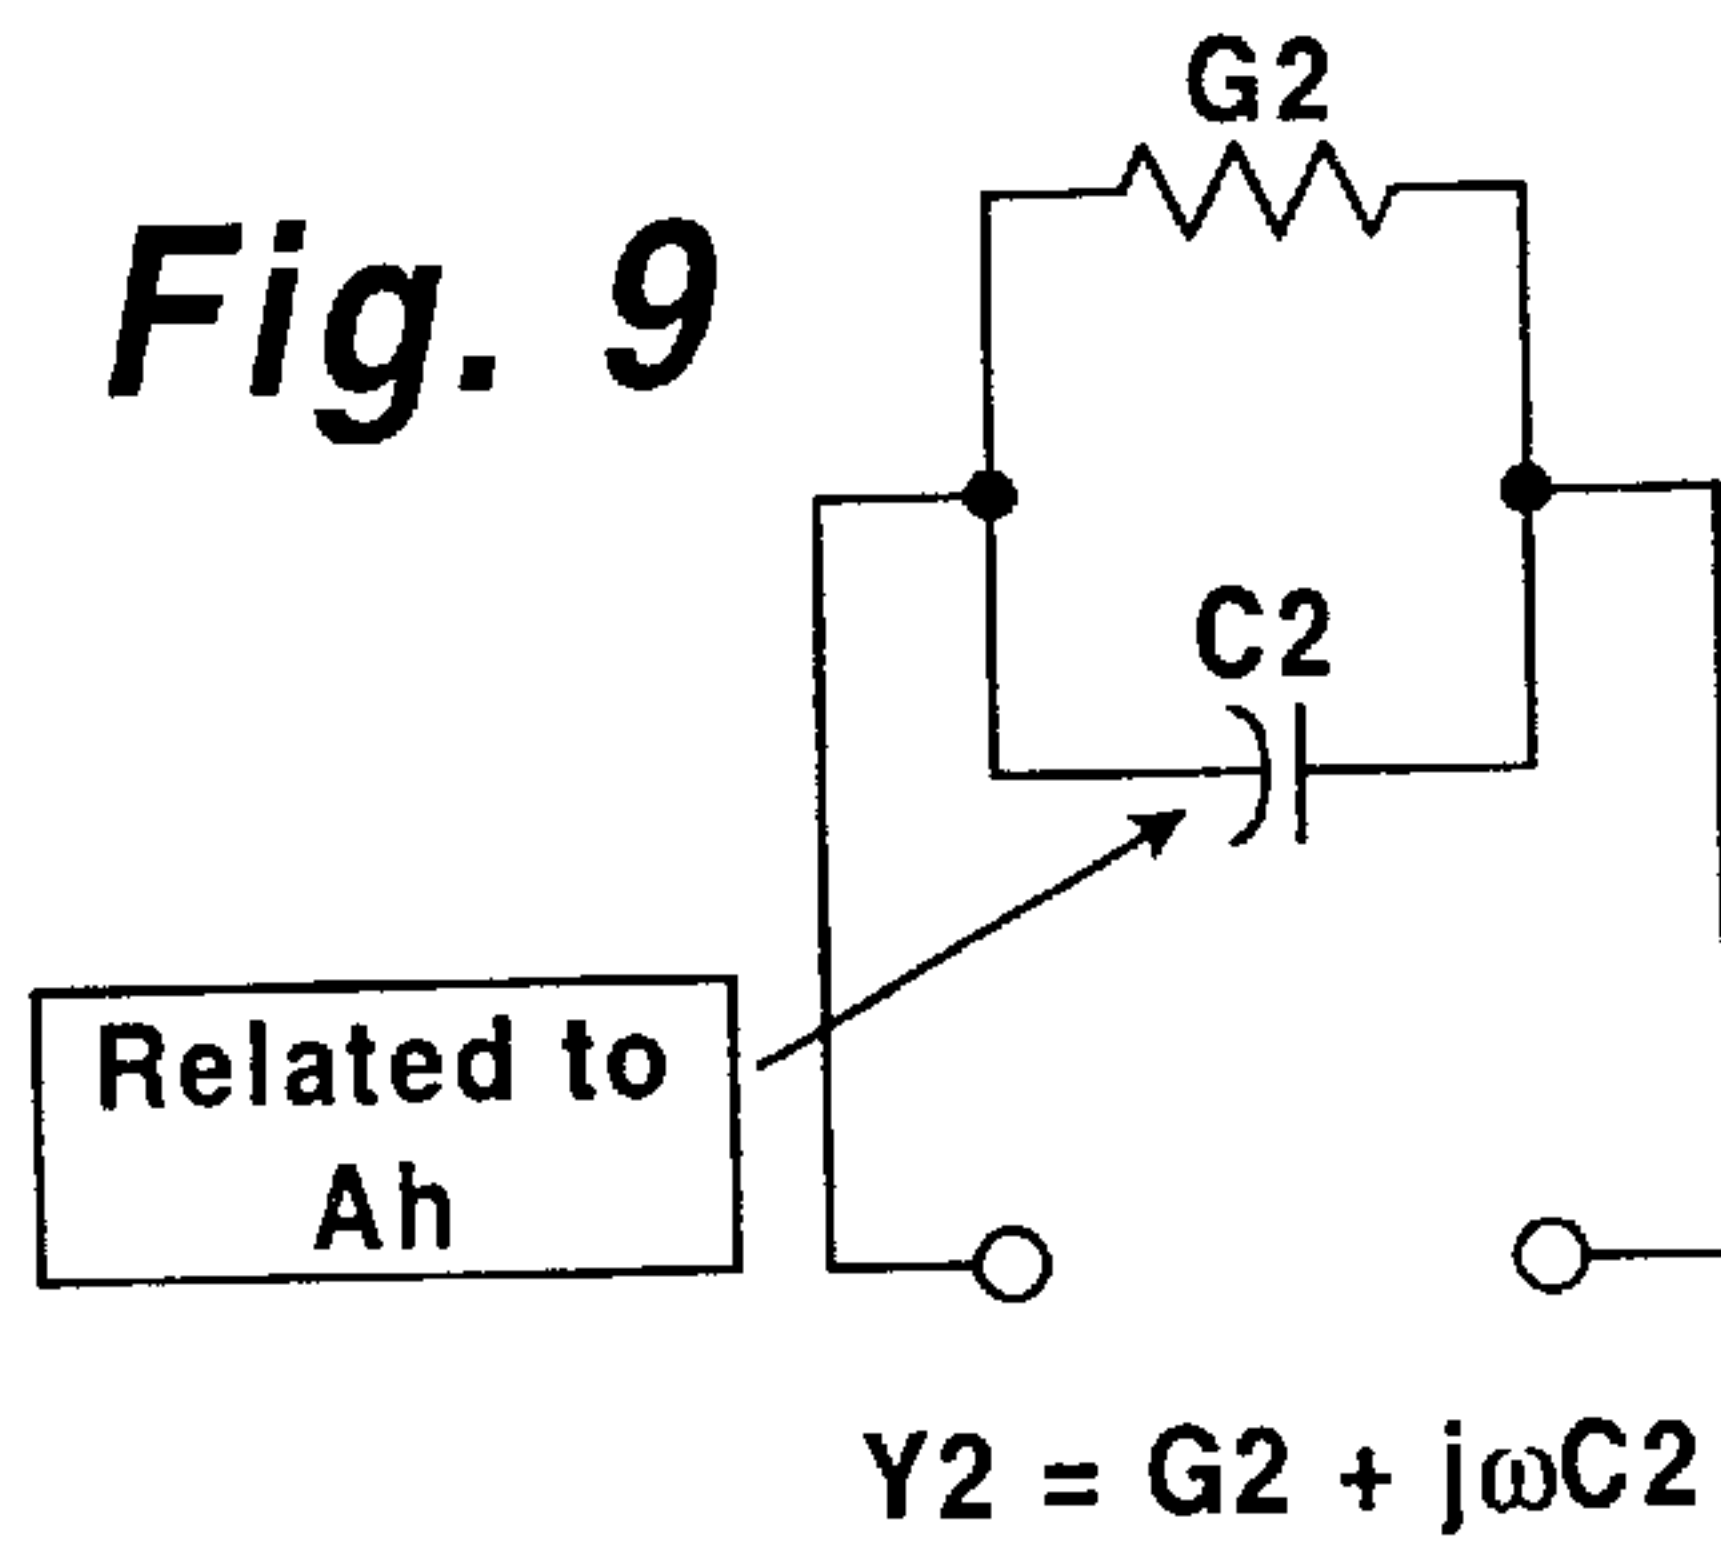 Fig. 9
G2
C2
Related to
Ah
Y2 = G2 + jωC2